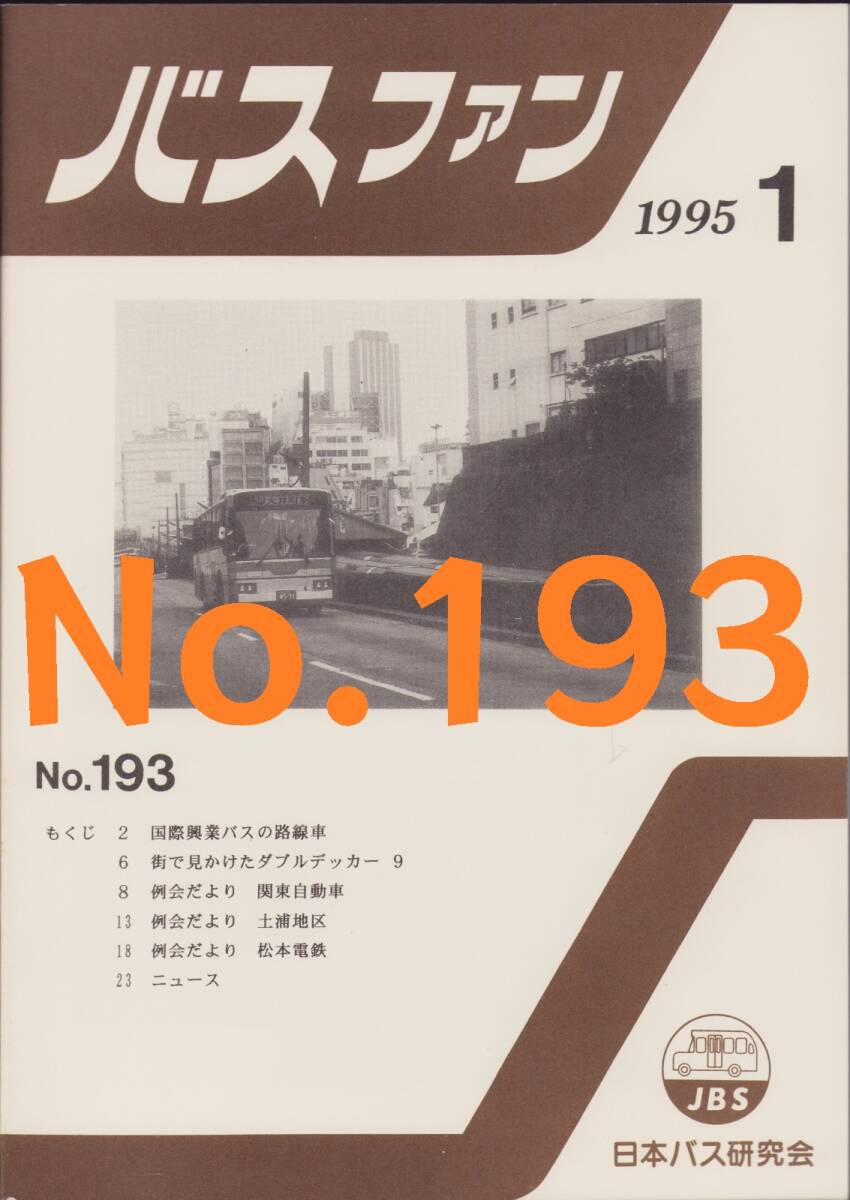 バスファン
1995 1
No.193
No.193
もくじ 2 国際興業バスの路線車
6 街で見かけたダブルデッカー 9
8 例会だより 関東自動車
13 例会だより 土浦地区
18 例会だより 松本電鉄
23 ニュース
JBS
日本バス研究会